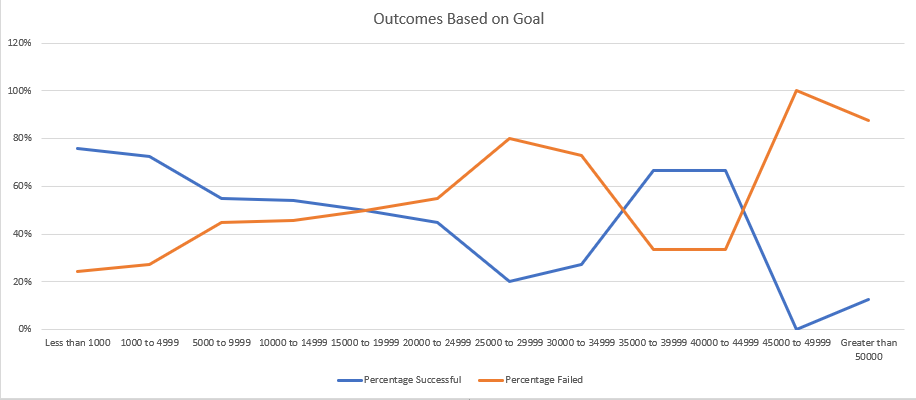 Outcomes Based on Goal
120%
100%
80%
60%
40%
20%
0%
Less than 1000 1000 to 4999 5000 to 9999 10000 to 14999 15000 to 19999 20000 to 24999 25000 to 29999 30000 to 34999 35000 to 39999 40000 to 44999 45000 to 49999 Greater than
50000
Percentage Successful Percentage Failed